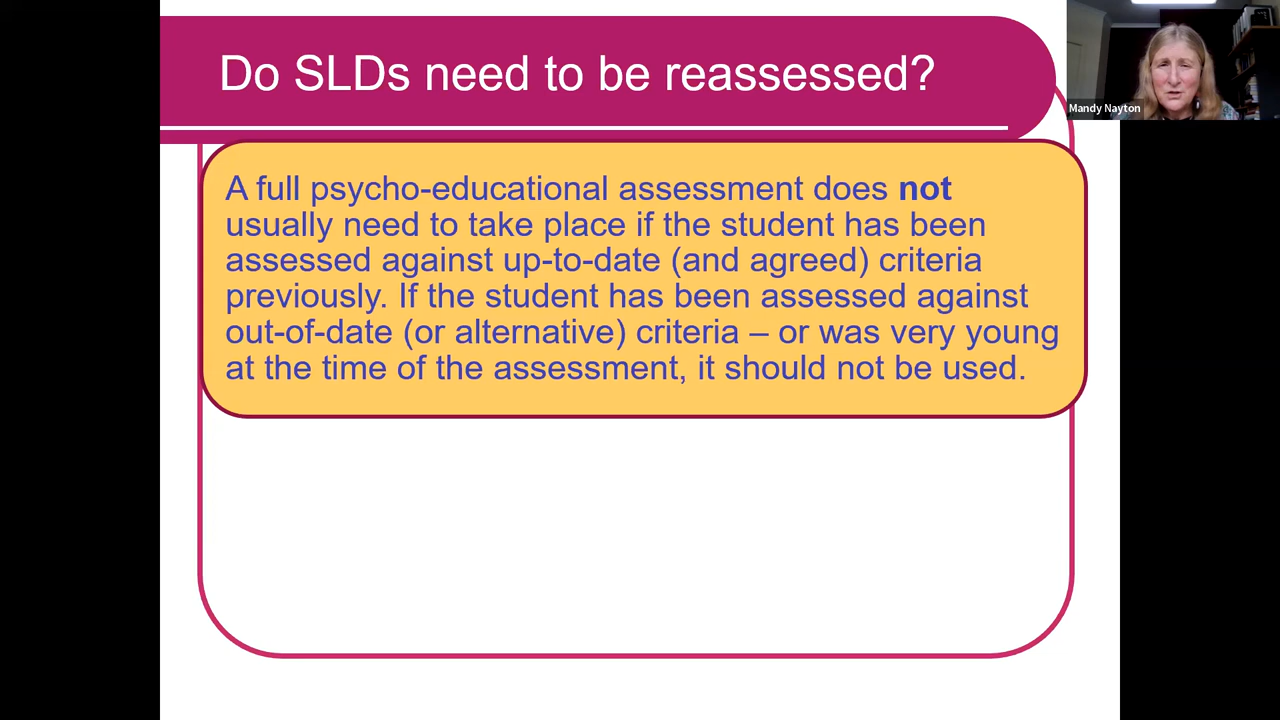 Do SLDs need to be reassessed?
Mandy Nayton
A full psycho-educational assessment does not
usually need to take place if the student has been
assessed against up-to-date (and agreed) criteria
previously. If the student has been assessed against
out-of-date (or alternative) criteria – or was very young
at the time of the assessment, it should not be used.